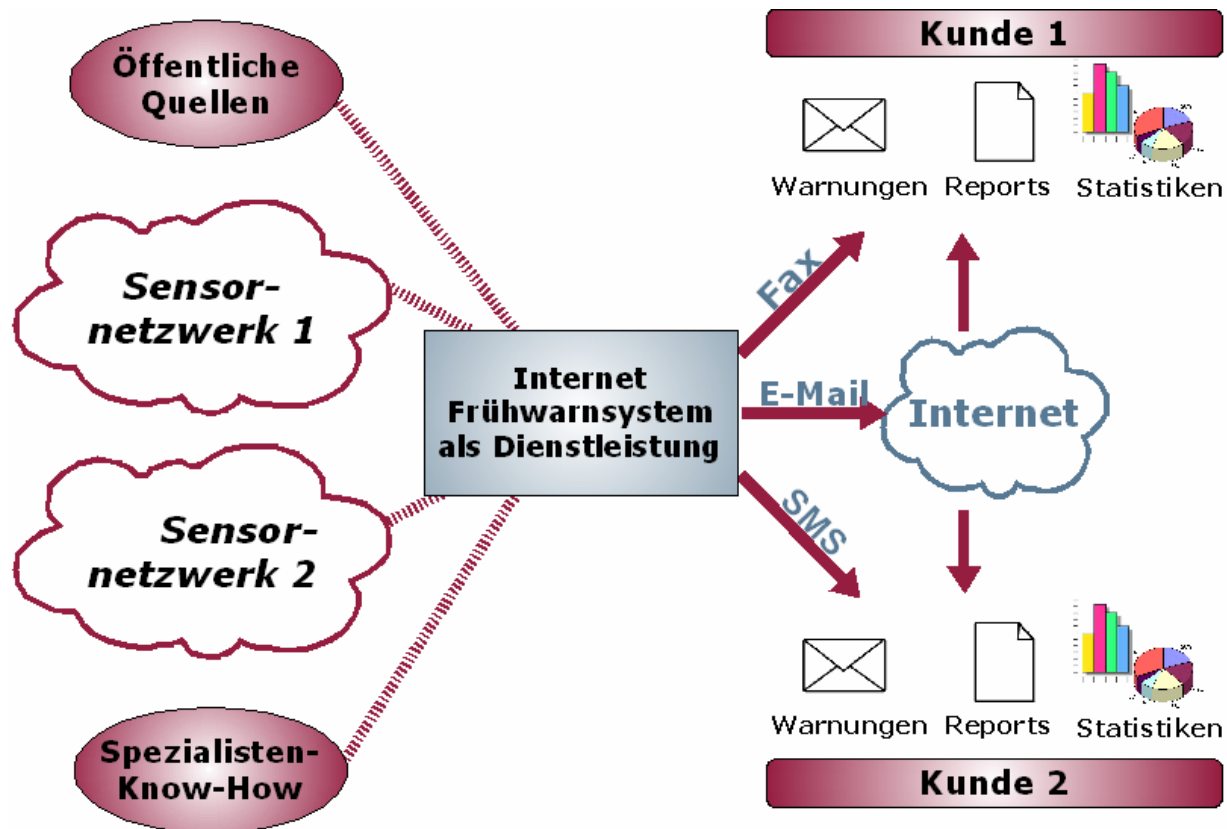 Öffentliche
Quellen
Sensor-
netzwerk 1
Sensor-
netzwerk 2
Spezialisten-
Know-How
Internet
Frühwarnsystem
als Dienstleistung
Fax
E-Mail
SMS
Internet
Kunde 1
Warnungen Reports Statistiken
Warnungen Reports Statistiken
Kunde 2